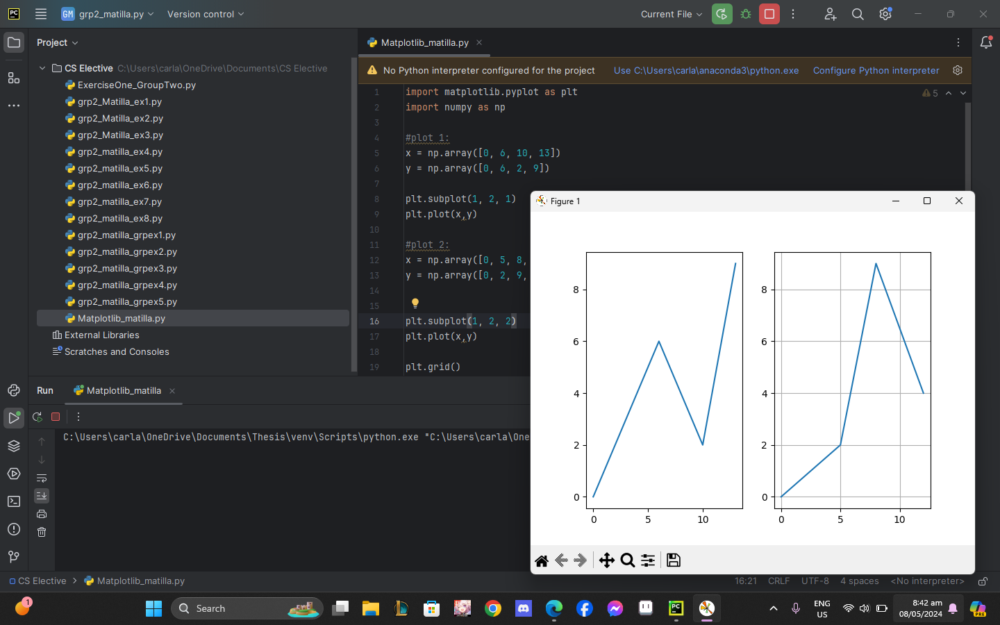 PC
GM grp2_matilla.py
Version control
Current File
Project
CS Elective C:\Users\carla\OneDrive\Documents\CS Elective
ExerciseOne_GroupTwo.py
grp2_Matilla_ex1.py
grp2_Matilla_ex2.py
grp2_Matilla_ex3.py
grp2_matilla_ex4.py
grp2_matilla_ex5.py
grp2_matilla_ex6.py
grp2_matilla_ex7.py
grp2_matilla_ex8.py
grp2_matilla_grpex1.py
grp2_matilla_grpex2.py
grp2_matilla_grpex3.py
grp2_matilla_grpex4.py
grp2_matilla_grpex5.py
Matplotlib_matilla.py
External Libraries
Scratches and Consoles
Matplotlib_matilla.py
No Python interpreter configured for the project Use C:\Users\carla\anaconda3\python.exe Configure Python interpreter
5
1 import matplotlib.pyplot as plt
2 import numpy as np
3
4 #plot 1:
5 x = np.array([0, 6, 10, 13])
6 y = np.array([0, 6, 2, 9])
7
8 plt.subplot(1, 2, 1)
9 plt.plot(x,y)
10
11 #plot 2:
12 x = np.array([0, 5, 8,
13 y = np.array([0, 2, 9,
14
15
16 plt.subplot(1, 2, 2)
17 plt.plot(x,y)
18
19 plt.grid()
Figure 1
8
6
4
2
0
0 5 10
8
6
4
2
0
0 5 10
Run Matplotlib_matilla
C:\Users\carla\OneDrive\Documents\Thesis\venv\Scripts\python.exe "C:\Users\carla\One
CS Elective > Matplotlib_matilla.py
16:21 CRLF UTF-8 4 spaces <No interpreter>
1
Search
PC
ENG
US
8:42 am
08/05/2024
PRE